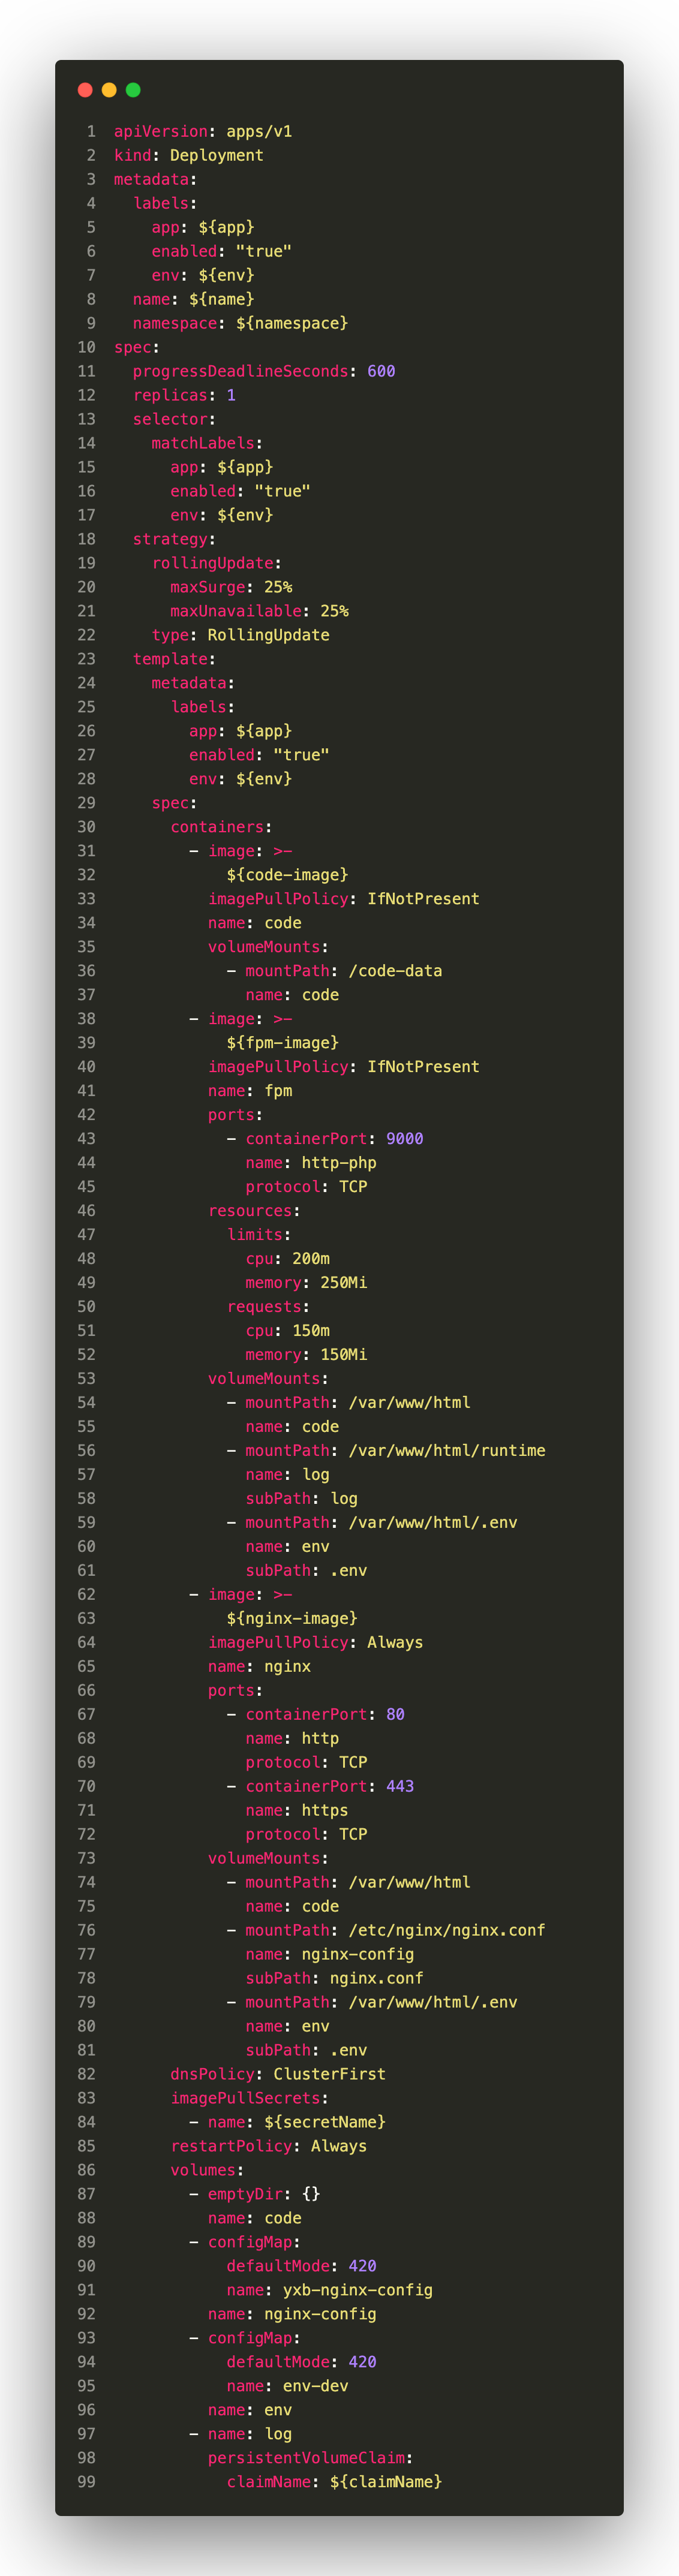 1 apiVersion: apps/v1
2 kind: Deployment
3 metadata:
4   labels:
5     app: ${app}
6     enabled: "true"
7     env: ${env}
8   name: ${name}
9   namespace: ${namespace}
10 spec:
11   progressDeadlineSeconds: 600
12   replicas: 1
13   selector:
14     matchLabels:
15       app: ${app}
16       enabled: "true"
17       env: ${env}
18   strategy:
19     rollingUpdate:
20       maxSurge: 25%
21       maxUnavailable: 25%
22     type: RollingUpdate
23   template:
24     metadata:
25       labels:
26         app: ${app}
27         enabled: "true"
28         env: ${env}
29     spec:
30       containers:
31         - image: >-
32             ${code-image}
33           imagePullPolicy: IfNotPresent
34           name: code
35           volumeMounts:
36             - mountPath: /code-data
37               name: code
38         - image: >-
39             ${fpm-image}
40           imagePullPolicy: IfNotPresent
41           name: fpm
42           ports:
43             - containerPort: 9000
44               name: http-php
45               protocol: TCP
46           resources:
47             limits:
48               cpu: 200m
49               memory: 250Mi
50             requests:
51               cpu: 150m
52               memory: 150Mi
53           volumeMounts:
54             - mountPath: /var/www/html
55               name: code
56             - mountPath: /var/www/html/runtime
57               name: log
58               subPath: log
59             - mountPath: /var/www/html/.env
60               name: env
61               subPath: .env
62         - image: >-
63             ${nginx-image}
64           imagePullPolicy: Always
65           name: nginx
66           ports:
67             - containerPort: 80
68               name: http
69               protocol: TCP
70             - containerPort: 443
71               name: https
72               protocol: TCP
73           volumeMounts:
74             - mountPath: /var/www/html
75               name: code
76             - mountPath: /etc/nginx/nginx.conf
77               name: nginx-config
78               subPath: nginx.conf
79             - mountPath: /var/www/html/.env
80               name: env
81               subPath: .env
82       dnsPolicy: ClusterFirst
83       imagePullSecrets:
84         - name: ${secretName}
85       restartPolicy: Always
86       volumes:
87         - emptyDir: {}
88           name: code
89         - configMap:
90             defaultMode: 420
91             name: yxb-nginx-config
92           name: nginx-config
93         - configMap:
94             defaultMode: 420
95             name: env-dev
96           name: env
97         - name: log
98           persistentVolumeClaim:
99             claimName: ${claimName}